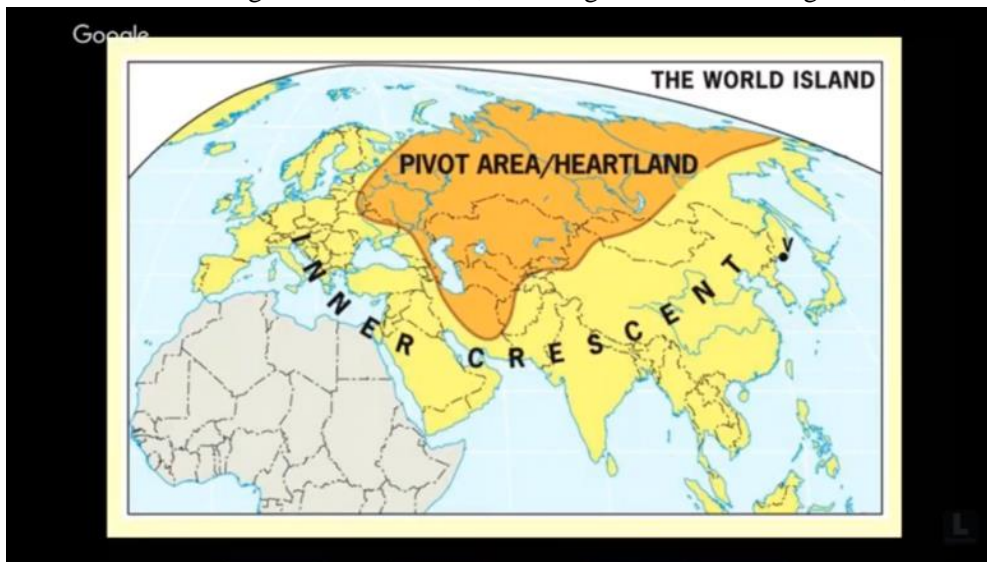 Google
THE WORLD ISLAND
PIVOT AREA/HEARTLAND
INNER CRESCENT
V
L